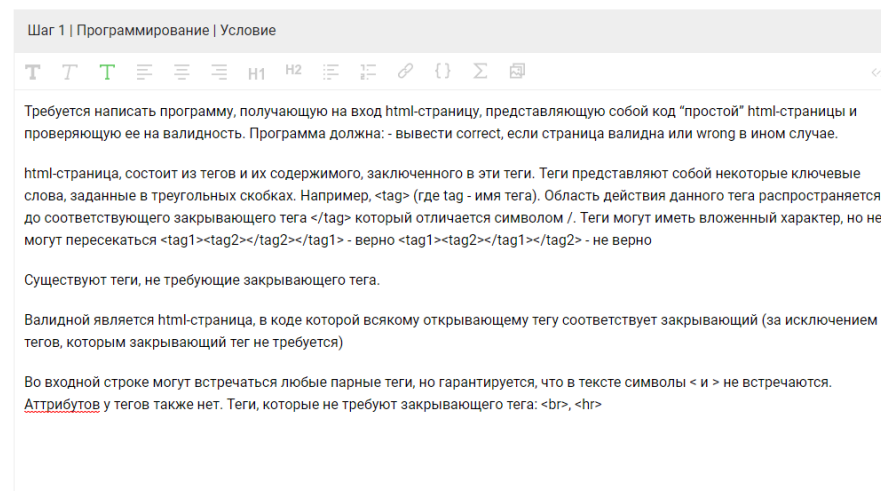 Шаг 1 | Программирование | Условие
T T T H1 H2 { } Σ
Требуется написать программу, получающую на вход html-страницу, представляющую собой код “простой” html-страницы и
проверяющую ее на валидность. Программа должна: - вывести correct, если страница валидна или wrong в ином случае.
html-страница, состоит из тегов и их содержимого, заключенного в эти теги. Теги представляют собой некоторые ключевые
слова, заданные в треугольных скобках. Например, <tag> (где tag - имя тега). Область действия данного тега распространяется
до соответствующего закрывающего тега </tag> который отличается символом /. Теги могут иметь вложенный характер, но не
могут пересекаться <tag1><tag2></tag2></tag1> - верно <tag1><tag2></tag1></tag2> - не верно
Существуют теги, не требующие закрывающего тега.
Валидной является html-страница, в коде которой всякому открывающему тегу соответствует закрывающий (за исключением
тегов, которым закрывающий тег не требуется)
Во входной строке могут встречаться любые парные теги, но гарантируется, что в тексте символы < и > не встречаются.
Аттрибутов у тегов также нет. Теги, которые не требуют закрывающего тега: <br>, <hr>